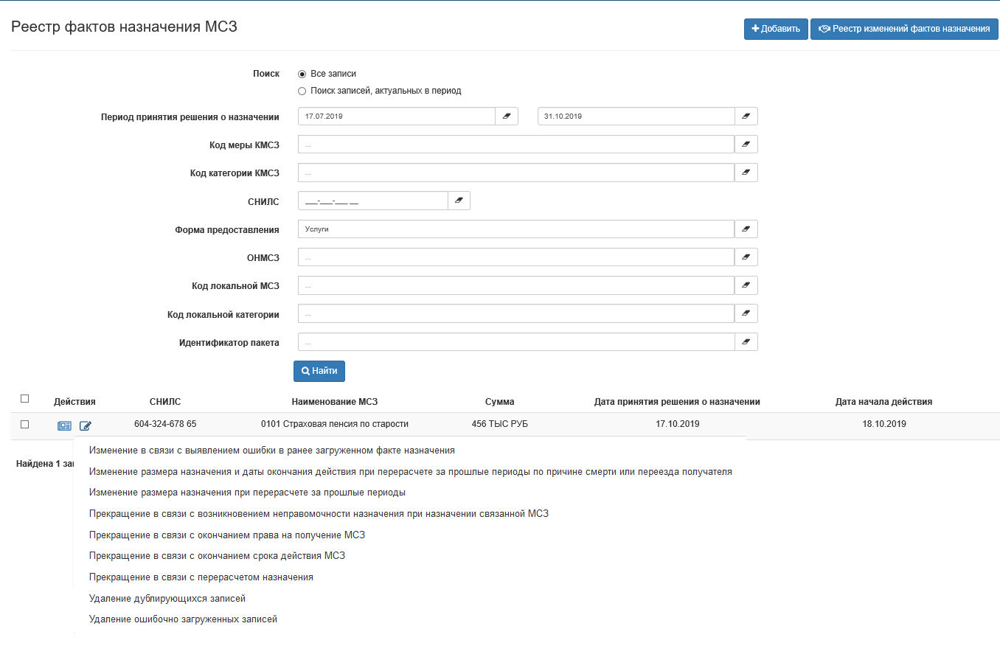 Реестр фактов назначения МСЗ
Добавить
Реестр изменений фактов назначения
Поиск
Все записи
Поиск записей, актуальных в период
Период принятия решения о назначении
17.07.2019
31.10.2019
Код меры КМСЗ
...
Код категории КМСЗ
...
СНИЛС
___-___-___ __
Форма предоставления
Услуги
ОНМСЗ
...
Код локальной МСЗ
...
Код локальной категории
...
Идентификатор пакета
...
Найти
Действия СНИЛС Наименование МСЗ Сумма Дата принятия решения о назначении Дата начала действия
604-324-678 65 0101 Страховая пенсия по старости 456 ТЫС РУБ 17.10.2019 18.10.2019
Найдена 1
Изменение в связи с выявлением ошибки в ранее загруженном факте назначения
Изменение размера назначения и даты окончания действия при перерасчете за прошлые периоды по причине смерти или переезда получателя
Изменение размера назначения при перерасчете за прошлые периоды
Прекращение в связи с возникновением неправомочности назначения при назначении связанной МСЗ
Прекращение в связи с окончанием права на получение МСЗ
Прекращение в связи с окончанием срока действия МСЗ
Прекращение в связи с перерасчетом назначения
Удаление дублирующихся записей
Удаление ошибочно загруженных записей